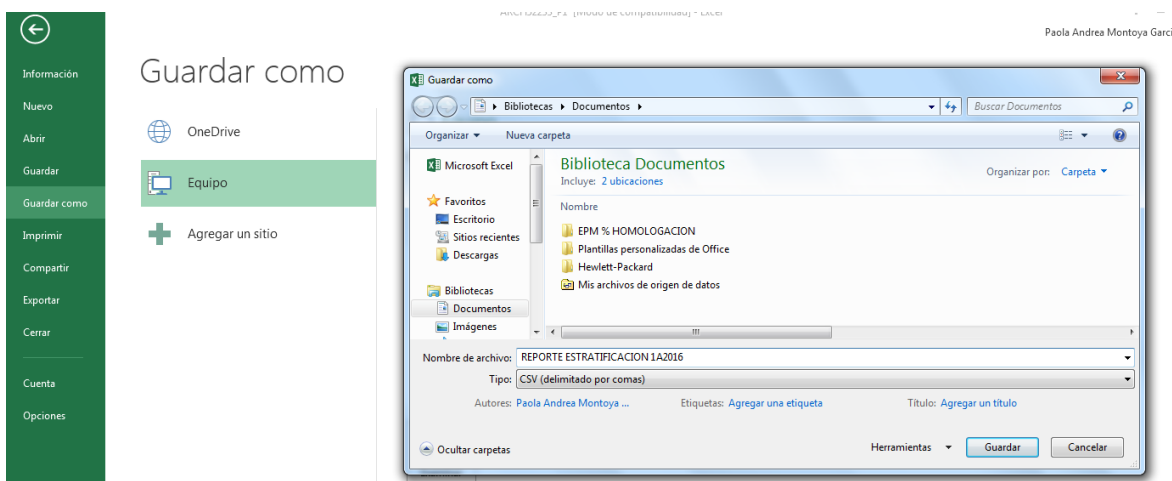 [Modo de compatibilidad] - Excel
Paola Andrea Montoya Garci
Información
Nuevo
Abrir
Guardar
Guardar como
Imprimir
Compartir
Exportar
Cerrar
Cuenta
Opciones
Guardar como
OneDrive
Equipo
Agregar un sitio
Guardar como
Bibliotecas Documentos
Buscar Documentos
Organizar Nueva carpeta
Microsoft Excel
Favoritos
Escritorio
Sitios recientes
Descargas
Bibliotecas
Documentos
Imágenes
Biblioteca Documentos
Incluye: 2 ubicaciones
Organizar por: Carpeta
Nombre
EPM % HOMOLOGACION
Plantillas personalizadas de Office
Hewlett-Packard
Mis archivos de origen de datos
Nombre de archivo: REPORTE ESTRATIFICACION 1A2016
Tipo: CSV (delimitado por comas)
Autores: Paola Andrea Montoya ... Etiquetas: Agregar una etiqueta Título: Agregar un título
Ocultar carpetas Herramientas Guardar Cancelar